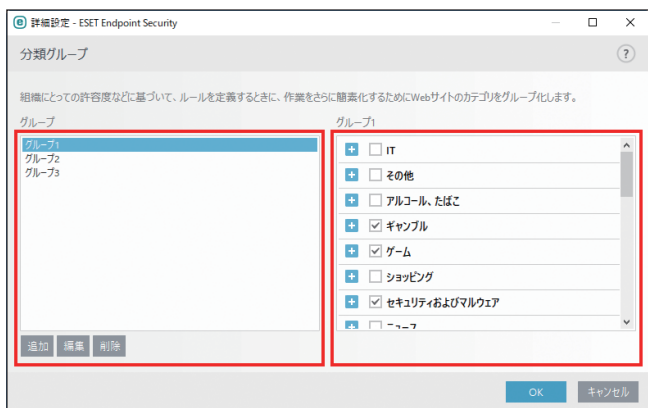 詳細設定 - ESET Endpoint Security
分類グループ
?
組織にとっての許容度などに基づいて、ルールを定義するときに、作業をさらに簡素化するためにWebサイトのカテゴリをグループ化します。
グループ
グループ1
グループ2
グループ3
追加 編集 削除
グループ1
IT
その他
アルコール、たばこ
ギャンブル
ゲーム
ショッピング
セキュリティおよびマルウェア
ニュース
OK キャンセル